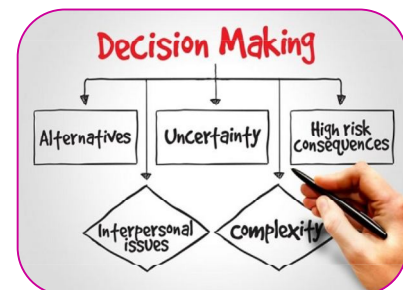 Decision Making
Alternatives
Uncertainty
High risk
consequences
Interpersonal
issues
Complexity